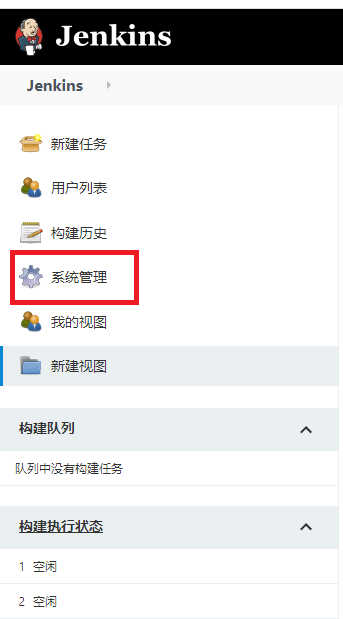 Jenkins
Jenkins
新建任务
用户列表
构建历史
系统管理
我的视图
新建视图
构建队列
队列中没有构建任务
构建执行状态
1 空闲
2 空闲